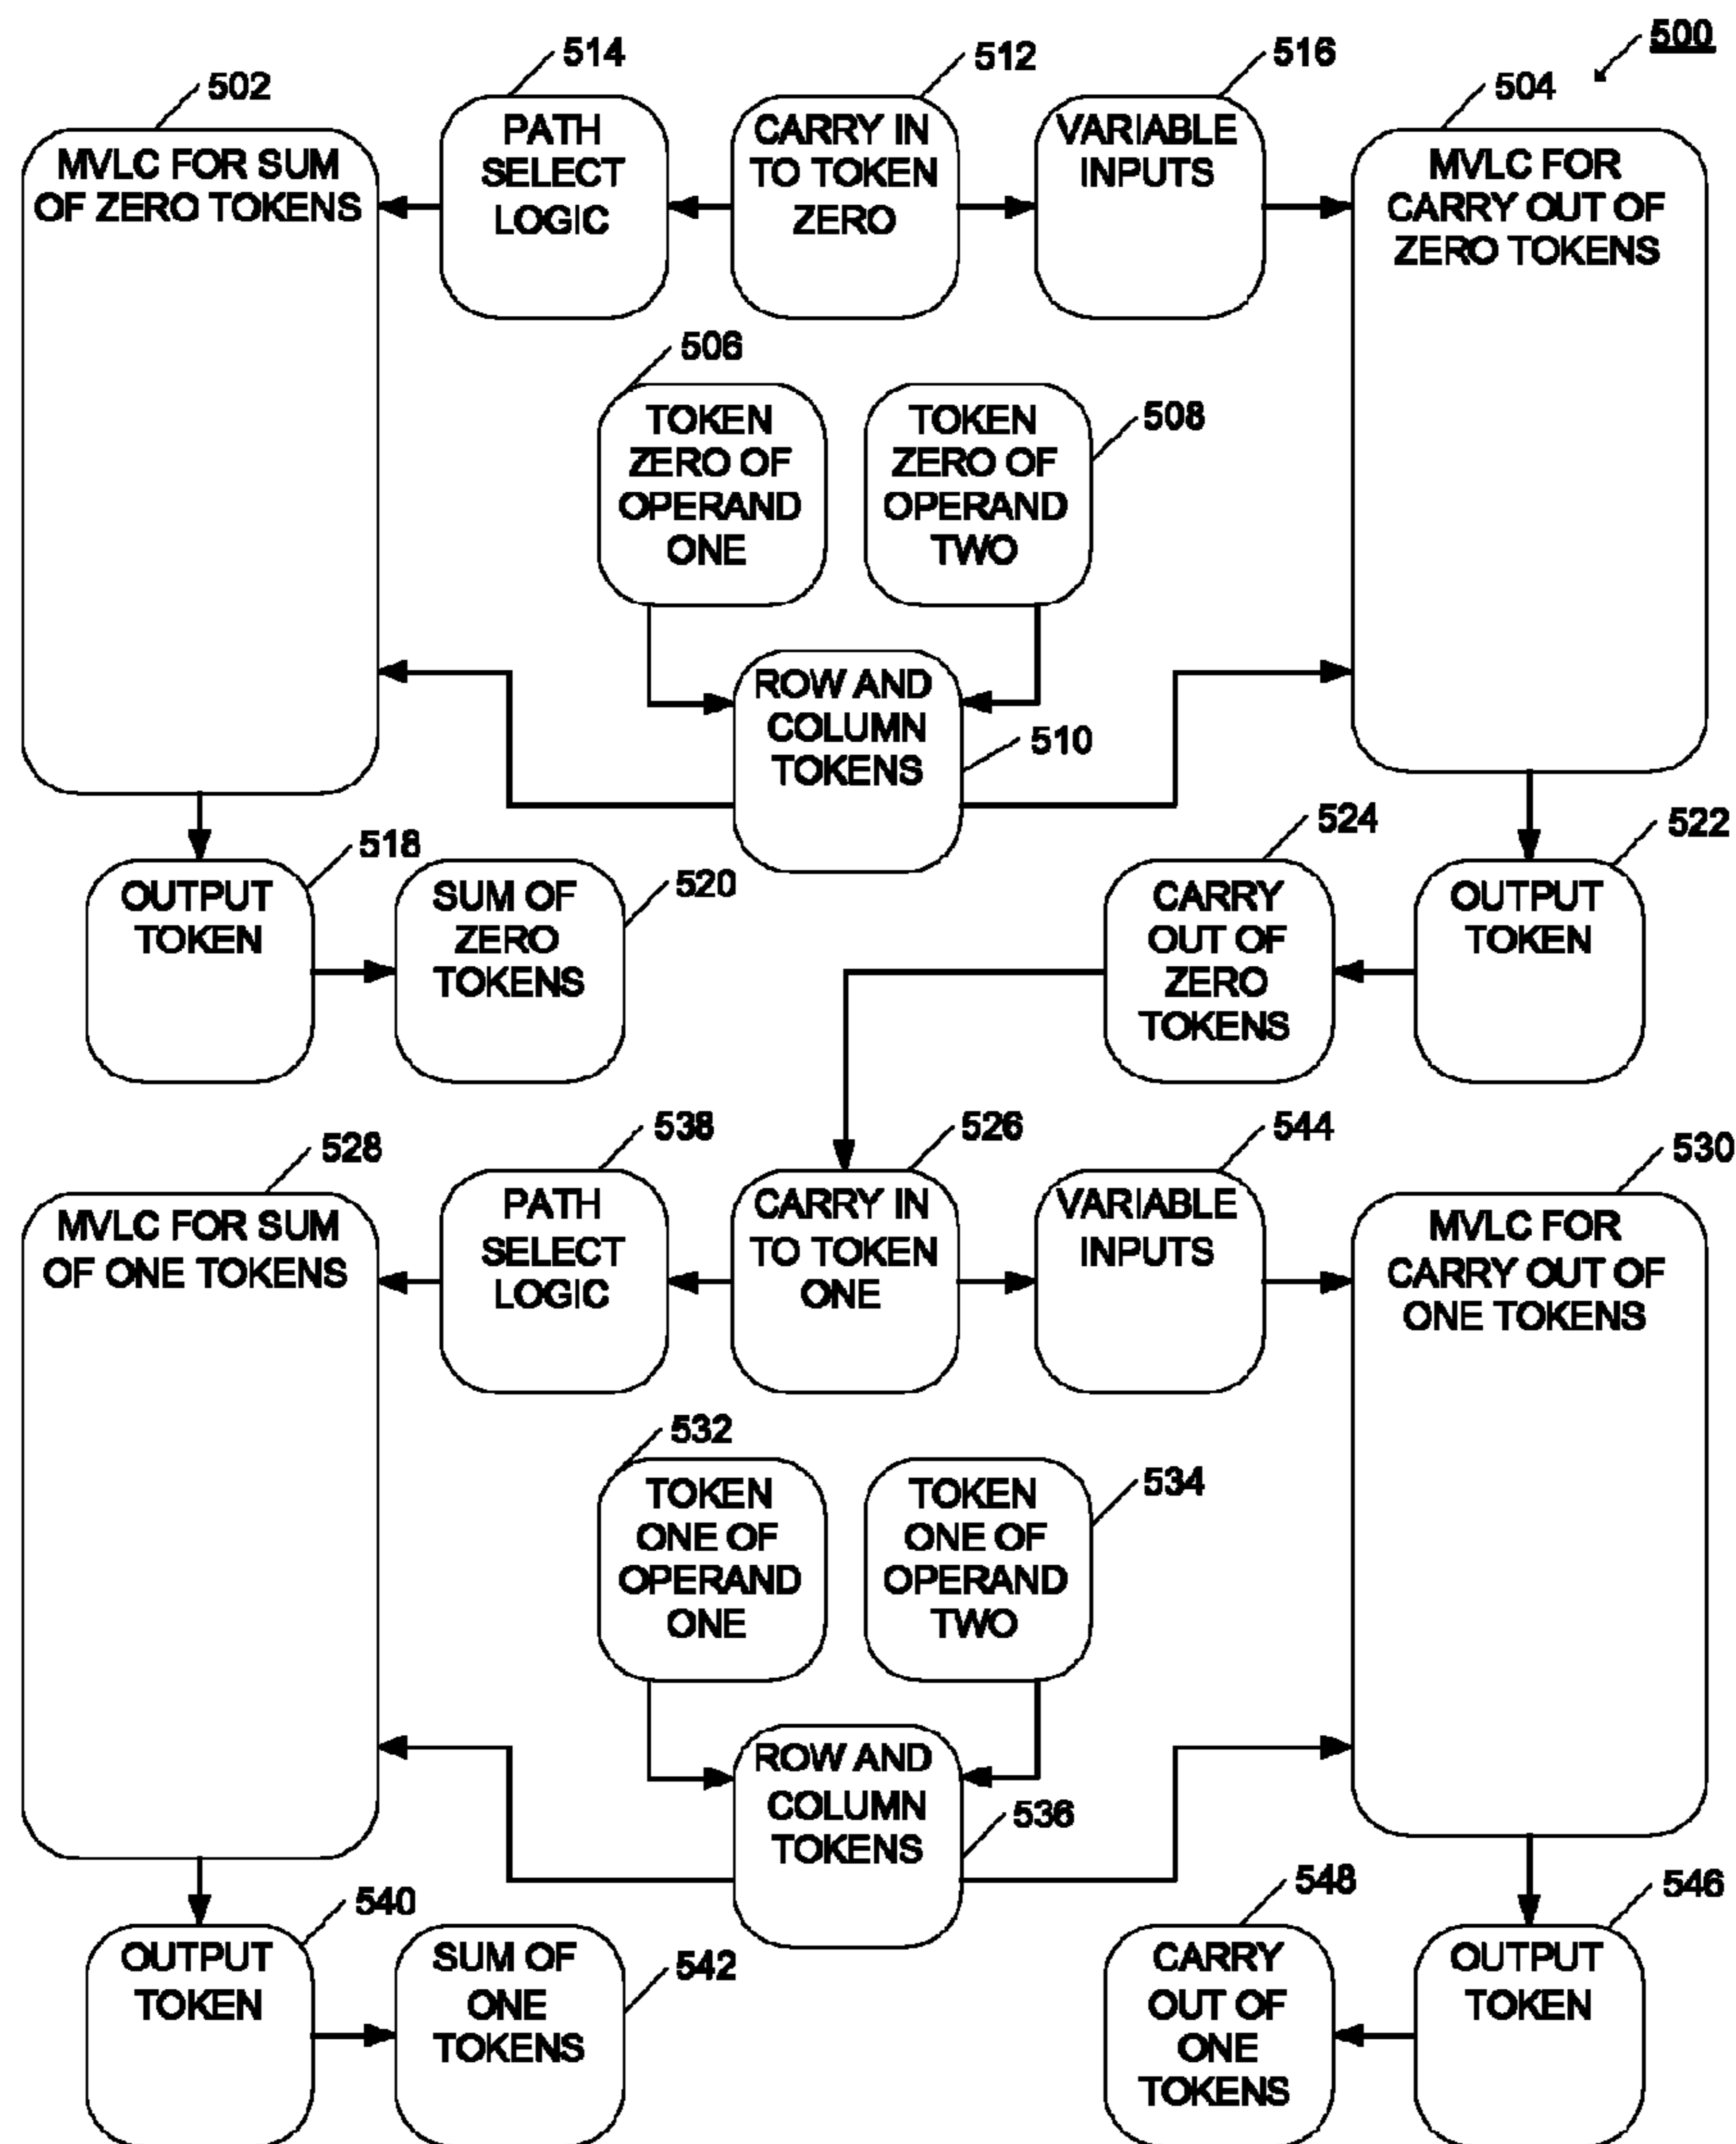 500
514
512
516
502
504
PATH
SELECT
LOGIC
CARRY IN
TO TOKEN
ZERO
VARIABLE
INPUTS
MVLC FOR SUM
OF ZERO TOKENS
MVLC FOR
CARRY OUT OF
ZERO TOKENS
506
508
TOKEN
ZERO OF
OPERAND
ONE
TOKEN
ZERO OF
OPERAND
TWO
ROW AND
COLUMN
TOKENS
510
518
520
524
522
OUTPUT
TOKEN
SUM OF
ZERO
TOKENS
CARRY
OUT OF
ZERO
TOKENS
OUTPUT
TOKEN
528
538
526
544
530
MVLC FOR SUM
OF ONE TOKENS
PATH
SELECT
LOGIC
CARRY IN
TO TOKEN
ONE
VARIABLE
INPUTS
MVLC FOR
CARRY OUT OF
ONE TOKENS
532
534
TOKEN
ONE OF
OPERAND
ONE
TOKEN
ONE OF
OPERAND
TWO
ROW AND
COLUMN
TOKENS
536
540
542
548
546
OUTPUT
TOKEN
SUM OF
ONE
TOKENS
CARRY
OUT OF
ONE
TOKENS
OUTPUT
TOKEN